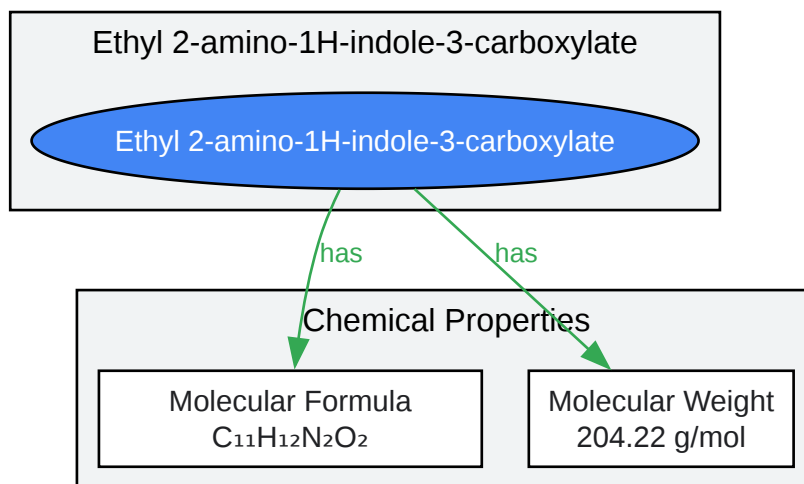 Ethyl 2-amino-1H-indole-3-carboxylate
Ethyl 2-amino-1H-indole-3-carboxylate
has
has
Chemical Properties
Molecular Formula
C₁₁H₁₂N₂O₂
Molecular Weight
204.22 g/mol